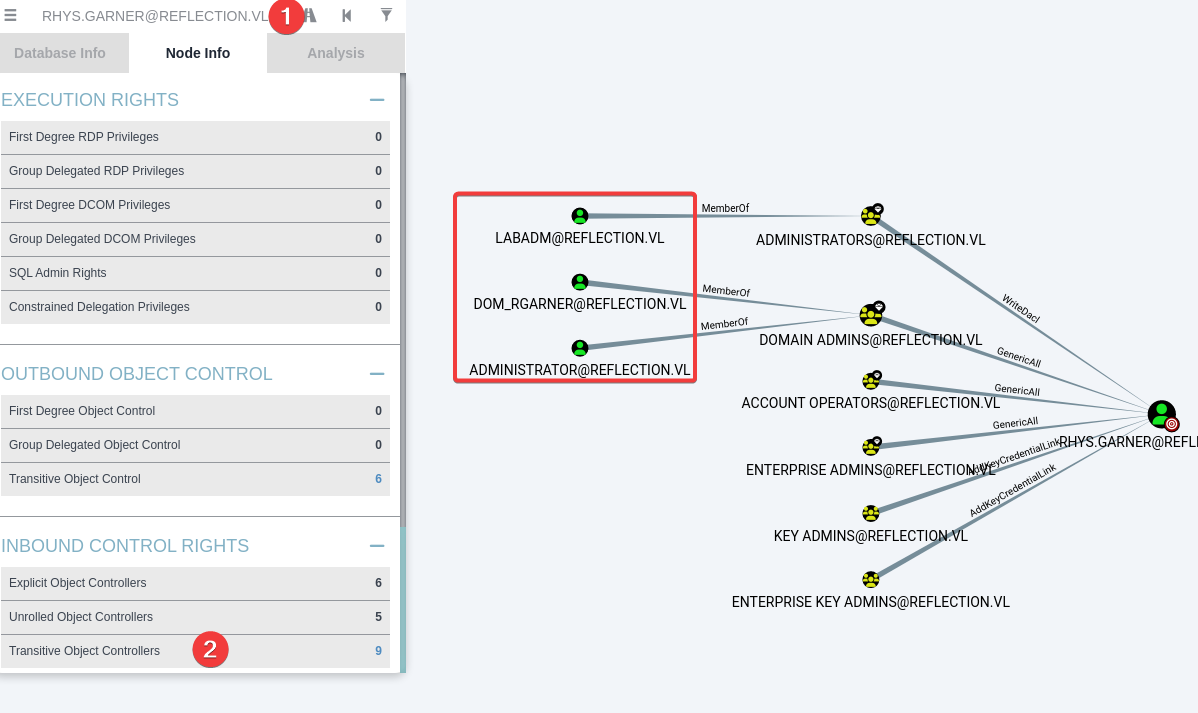 RHYS.GARNER@REFLECTION.VL
1
Database Info
Node Info
Analysis
EXECUTION RIGHTS
First Degree RDP Privileges 0
Group Delegated RDP Privileges 0
First Degree DCOM Privileges 0
Group Delegated DCOM Privileges 0
SQL Admin Rights 0
Constrained Delegation Privileges 0
OUTBOUND OBJECT CONTROL
First Degree Object Control 0
Group Delegated Object Control 0
Transitive Object Control 6
INBOUND CONTROL RIGHTS
Explicit Object Controllers 6
Unrolled Object Controllers 5
Transitive Object Controllers 9
2
MemberOf
LABADM@REFLECTION.VL
ADMINISTRATORS@REFLECTION.VL
MemberOf
DOM_RGARNER@REFLECTION.VL
WriteDacl
MemberOf
DOMAIN ADMINS@REFLECTION.VL
GenericAll
ADMINISTRATOR@REFLECTION.VL
GenericAll
ACCOUNT OPERATORS@REFLECTION.VL
GenericAll
RHYS.GARNER@REFL
AddKeyCredentialLink
ENTERPRISE ADMINS@REFLECTION.VL
AddKeyCredentialLink
KEY ADMINS@REFLECTION.VL
ENTERPRISE KEY ADMINS@REFLECTION.VL